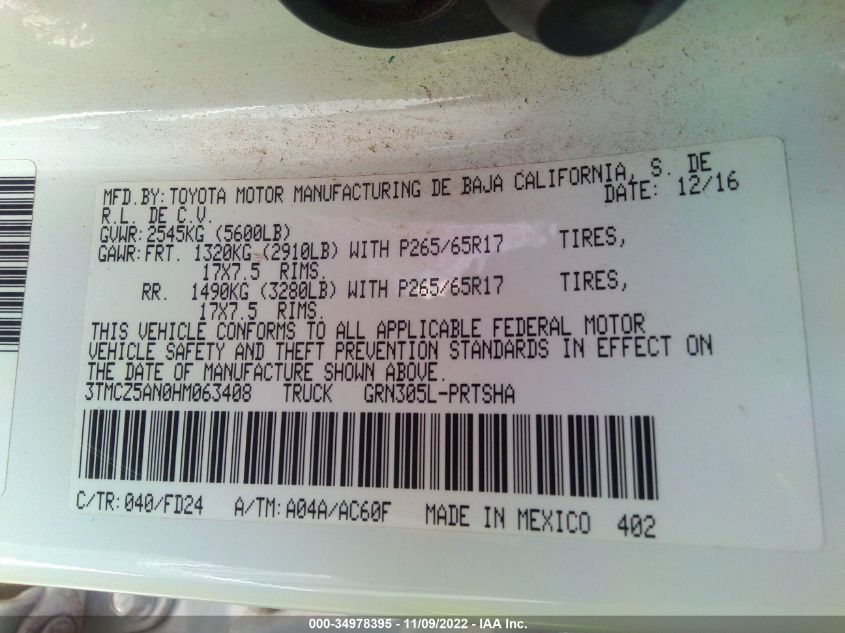 MFD.BY: TOYOTA MOTOR MANUFACTURING DE BAJA CALIFORNIA, S. DE
R.L. DE C.V. DATE: 12/16
GVWR: 2545KG (5600LB)
GAWR: FRT. 1320KG (2910LB) WITH P265/65R17 TIRES,
17X7.5 RIMS.
RR. 1490KG (3280LB) WITH P265/65R17 TIRES,
17X7.5 RIMS.
THIS VEHICLE CONFORMS TO ALL APPLICABLE FEDERAL MOTOR
VEHICLE SAFETY AND THEFT PREVENTION STANDARDS IN EFFECT ON
THE DATE OF MANUFACTURE SHOWN ABOVE.
3TMCZ5AN0HM063408 TRUCK GRN305L-PRTSHA
C/TR: 040/FD24 A/TM: A04A/AC60F MADE IN MEXICO 402
000-34978395 - 11/09/2022 - IAA Inc.